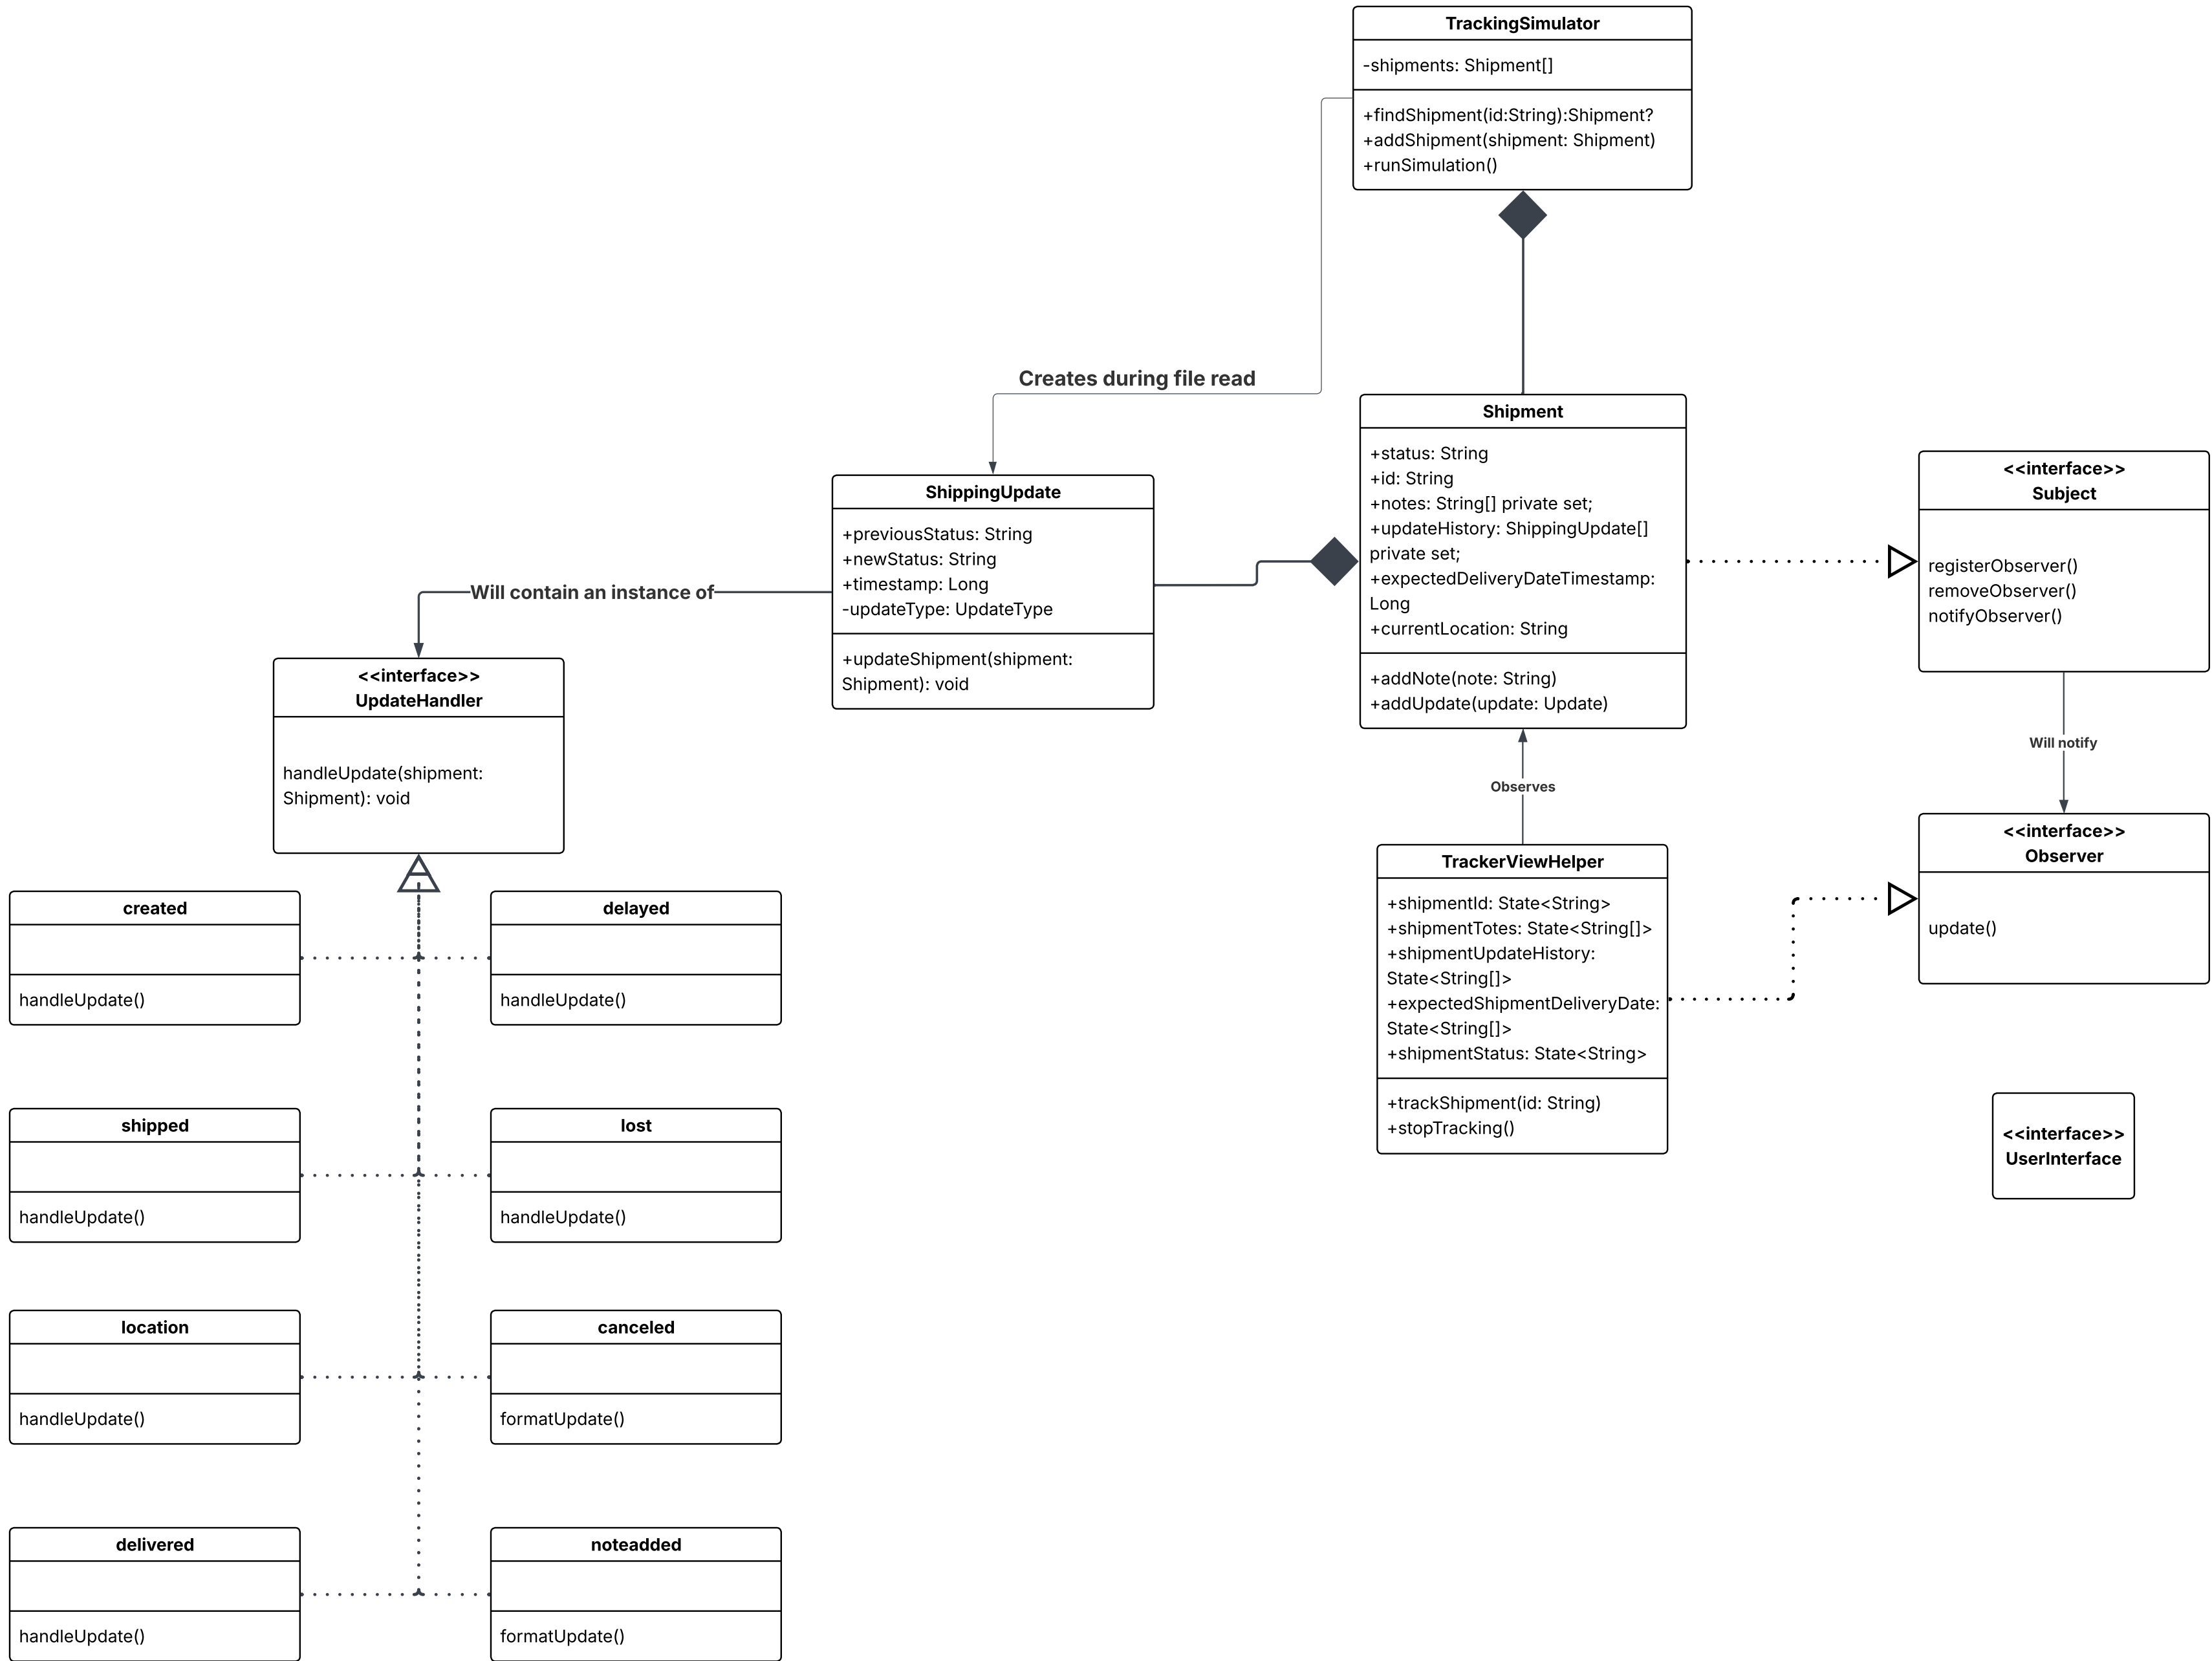 TrackingSimulator
-shipments: Shipment[]
+findShipment(id:String):Shipment?
+addShipment(shipment: Shipment)
+runSimulation()
Creates during file read
Shipment
+status: String
+id: String
+notes: String[] private set;
+updateHistory: ShippingUpdate[]
private set;
+expectedDeliveryDateTimestamp:
Long
+currentLocation: String
+addNote(note: String)
+addUpdate(update: Update)
<<interface>>
Subject
registerObserver()
removeObserver()
notifyObserver()
ShippingUpdate
+previousStatus: String
+newStatus: String
+timestamp: Long
-updateType: UpdateType
+updateShipment(shipment:
Shipment): void
Will contain an instance of
<<interface>>
UpdateHandler
handleUpdate(shipment:
Shipment): void
Will notify
Observes
<<interface>>
Observer
update()
TrackerViewHelper
+shipmentId: State<String>
+shipmentTotes: State<String[]>
+shipmentUpdateHistory:
State<String[]>
+expectedShipmentDeliveryDate:
State<String[]>
+shipmentStatus: State<String>
+trackShipment(id: String)
+stopTracking()
<<interface>>
UserInterface
created
handleUpdate()
delayed
handleUpdate()
shipped
handleUpdate()
lost
handleUpdate()
location
handleUpdate()
canceled
formatUpdate()
delivered
handleUpdate()
noteadded
formatUpdate()